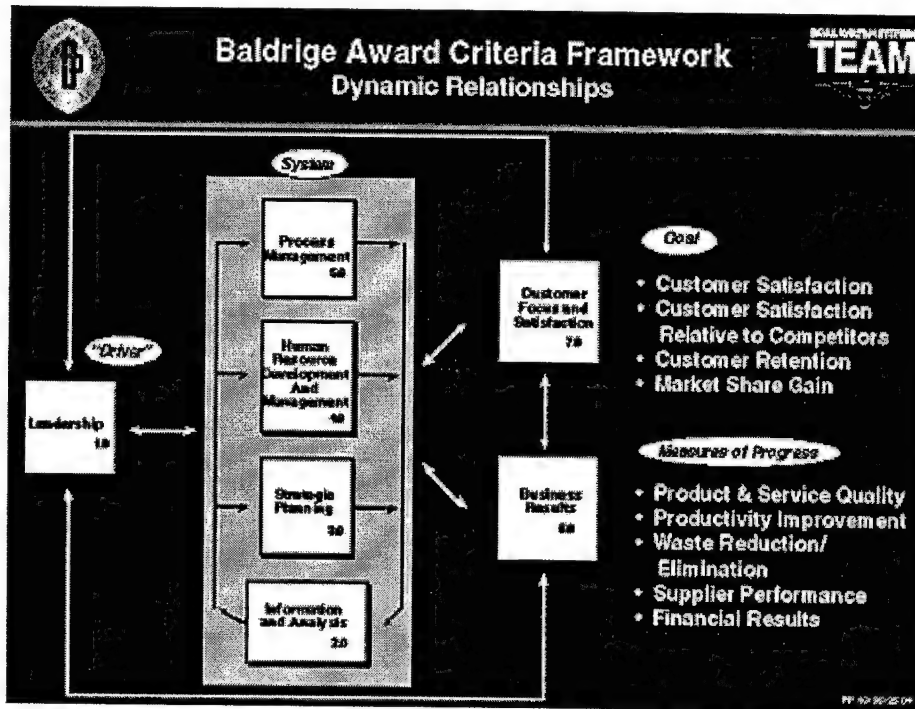 Baldrige Award Criteria Framework
Dynamic Relationships
TEAM
System
Process
Management
5.0
Human
Resource
Development
And
Management
4.0
Strategic
Planning
3.0
Information
and Analysis
2.0
"Driver"
Leadership
1.0
Customer
Focus and
Satisfaction
7.0
Business
Results
6.0
Goal
• Customer Satisfaction
• Customer Satisfaction
Relative to Competitors
• Customer Retention
• Market Share Gain
Measures of Progress
• Product & Service Quality
• Productivity Improvement
• Waste Reduction/
Elimination
• Supplier Performance
• Financial Results